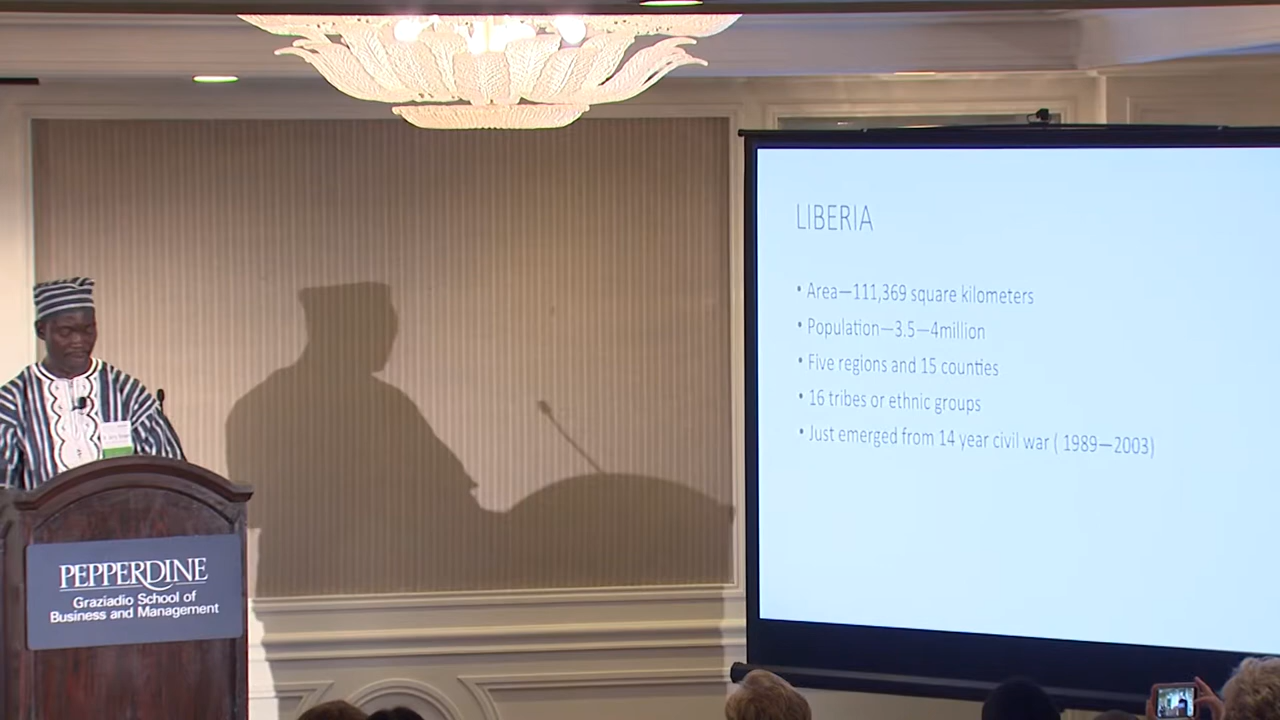 LIBERIA
• Area—111,369 square kilometers
• Population—3.5—4million
• Five regions and 15 counties
• 16 tribes or ethnic groups
• Just emerged from 14 year civil war ( 1989—2003)
PEPPERDINE
Graziadio School of
Business and Management